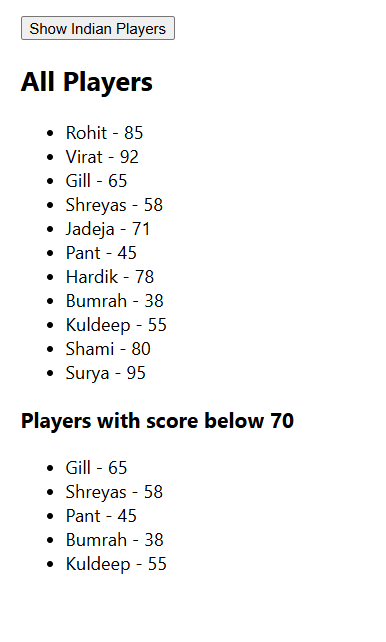 Show Indian Players
All Players
• Rohit - 85
• Virat - 92
• Gill - 65
• Shreyas - 58
• Jadeja - 71
• Pant - 45
• Hardik - 78
• Bumrah - 38
• Kuldeep - 55
• Shami - 80
• Surya - 95
Players with score below 70
• Gill - 65
• Shreyas - 58
• Pant - 45
• Bumrah - 38
• Kuldeep - 55